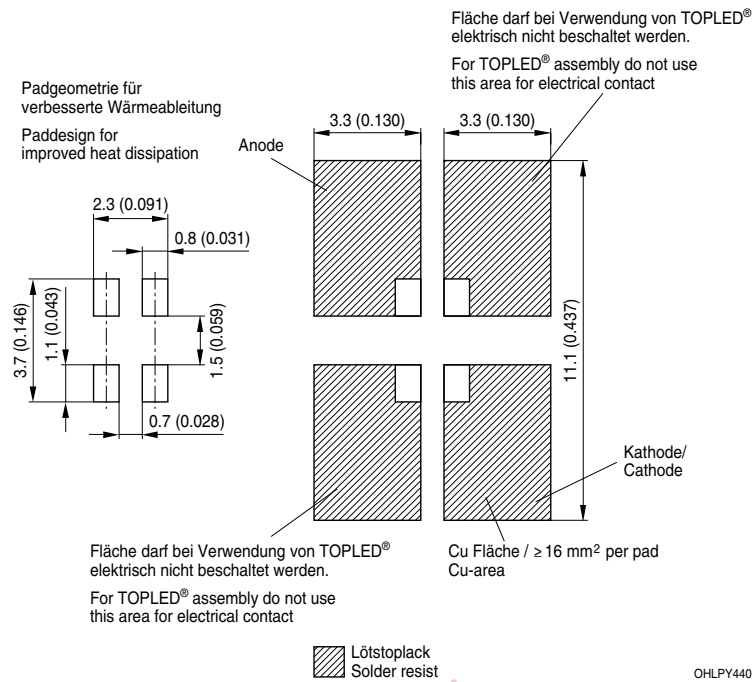 Fläche darf bei Verwendung von TOPLED®
elektrisch nicht beschaltet werden.
For TOPLED® assembly do not use
this area for electrical contact
Padgeometrie für
verbesserte Wärmeableitung
Paddesign for
improved heat dissipation
Anode
3.3 (0.130)
3.3 (0.130)
2.3 (0.091)
0.8 (0.031)
3.7 (0.146)
1.1 (0.043)
1.5 (0.059)
0.7 (0.028)
11.1 (0.437)
Kathode/
Cathode
Fläche darf bei Verwendung von TOPLED®
elektrisch nicht beschaltet werden.
For TOPLED® assembly do not use
this area for electrical contact
Cu Fläche / ≥ 16 mm² per pad
Cu-area
Lötstoplack
Solder resist
OHLPY440